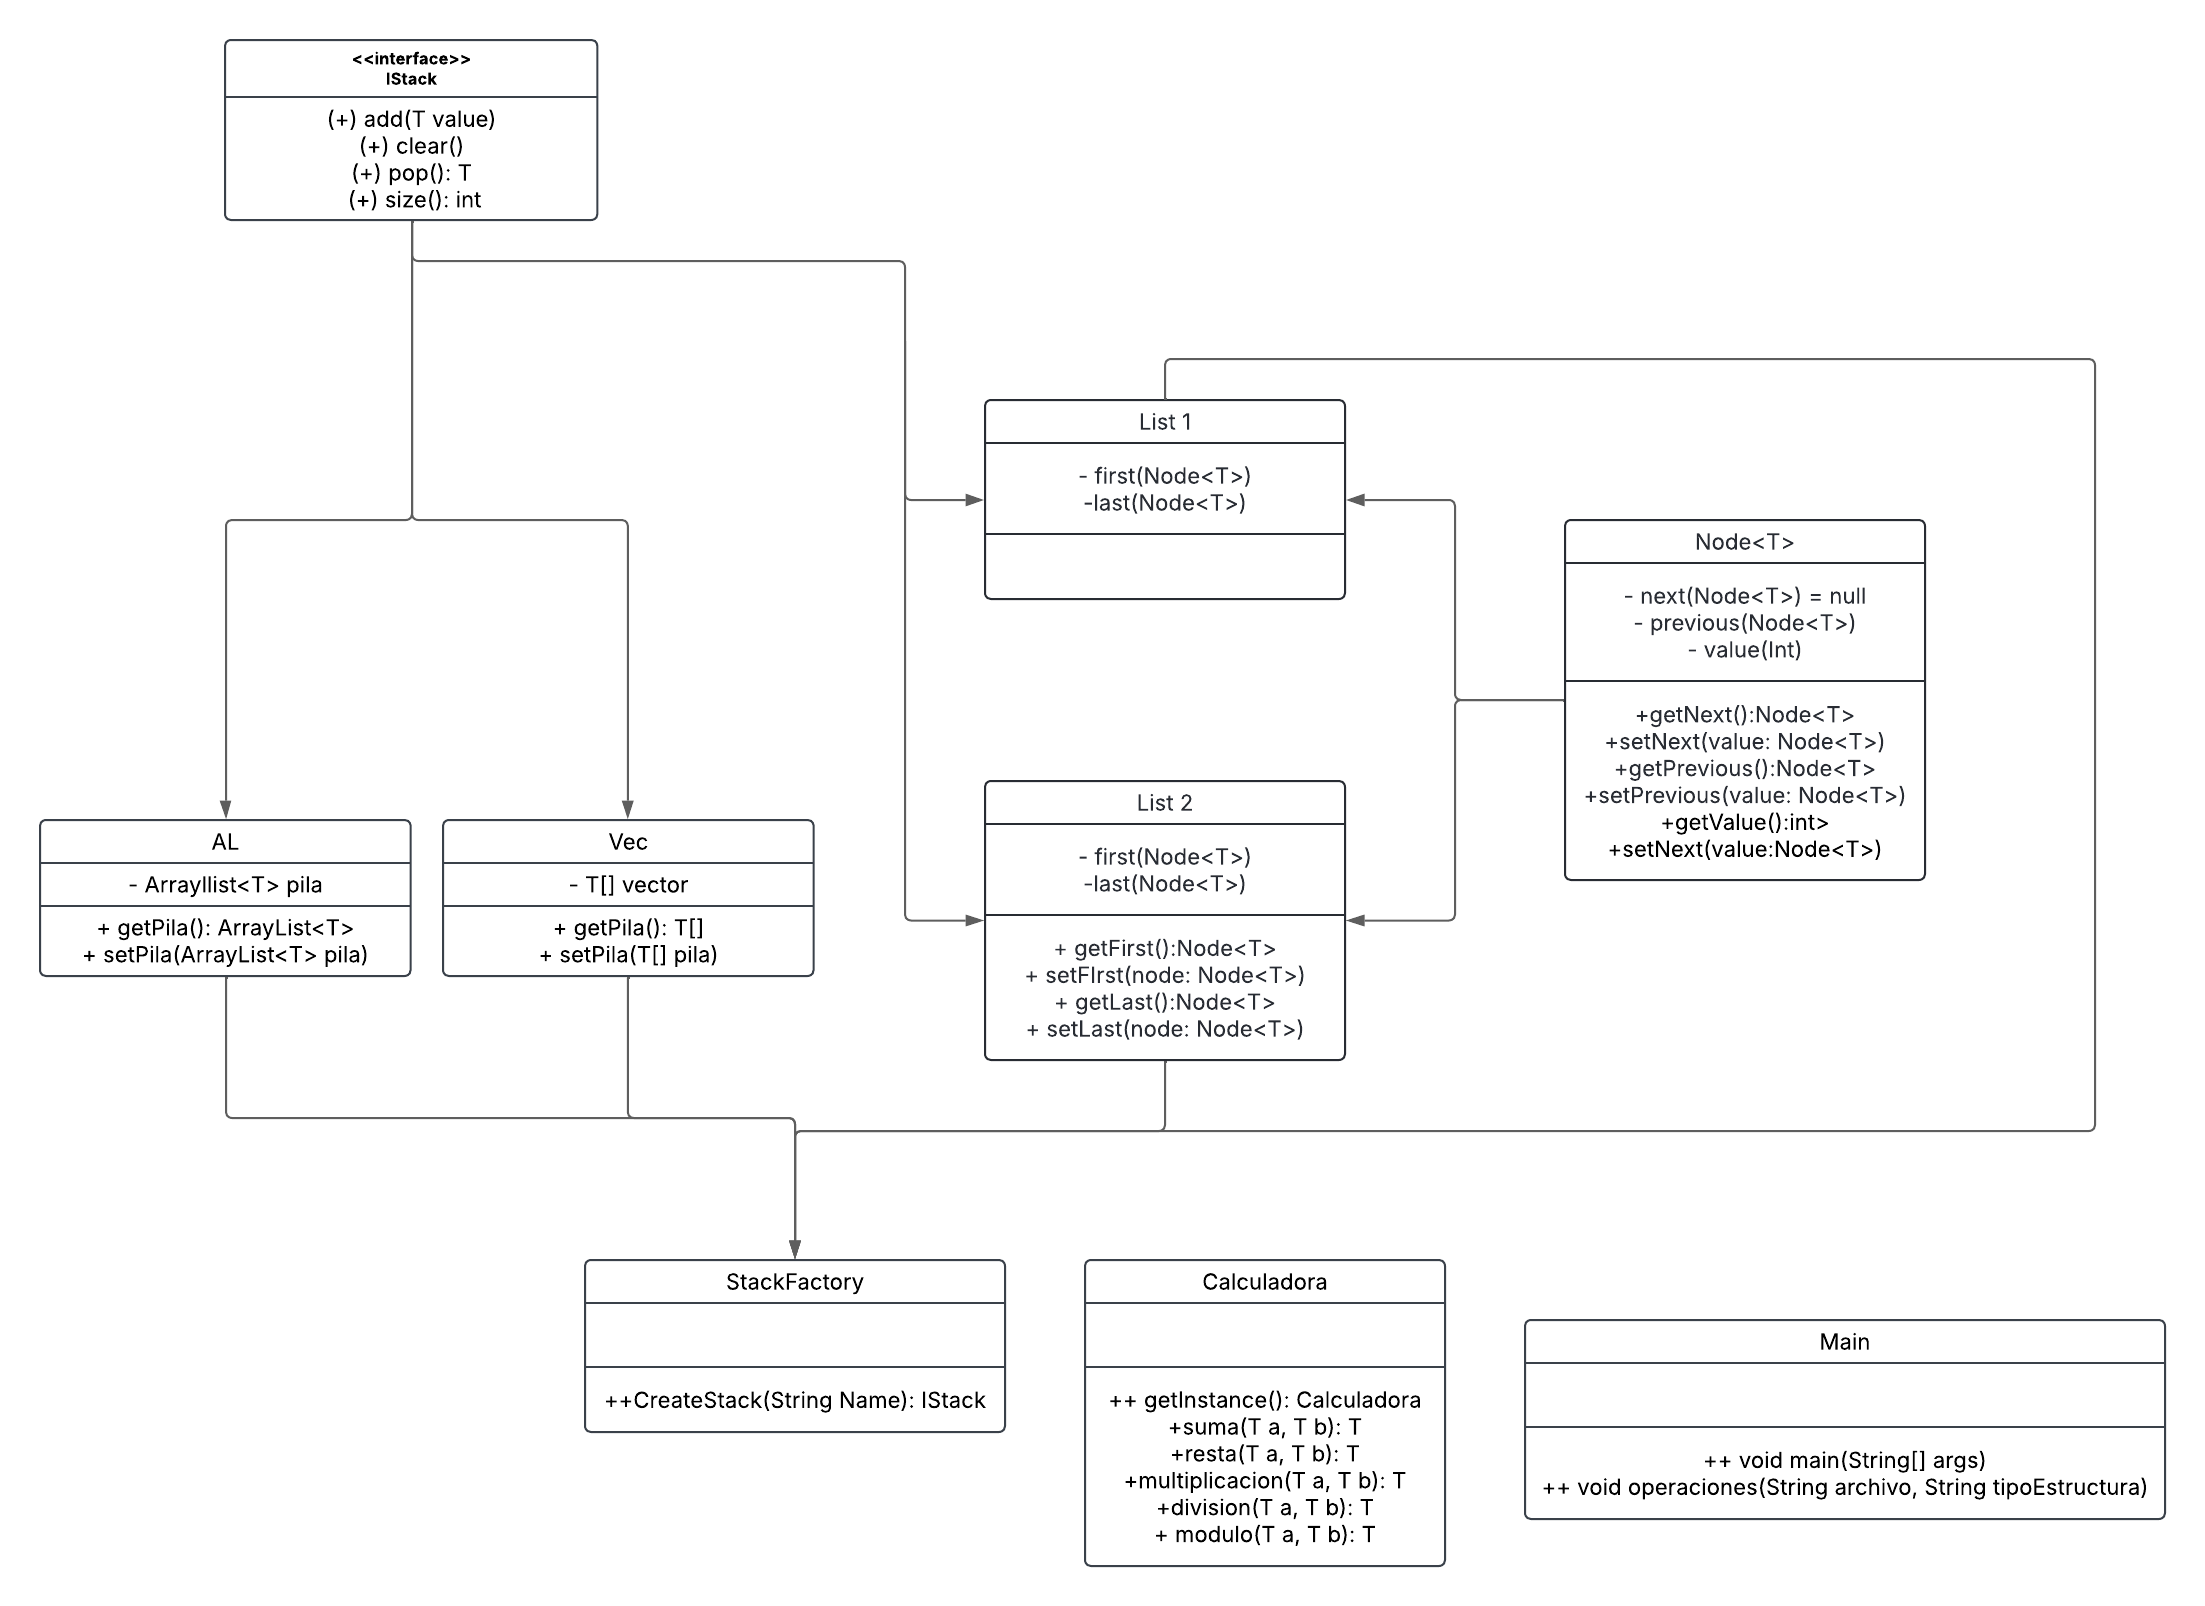 <<interface>>
IStack
(+) add(T value)
(+) clear()
(+) pop(): T
(+) size(): int
List 1
- first(Node<T>)
-last(Node<T>)
Node<T>
- next(Node<T>) = null
- previous(Node<T>)
- value(Int)
+getNext():Node<T>
+setNext(value: Node<T>)
+getPrevious():Node<T>
+setPrevious(value: Node<T>)
+getValue():int>
+setNext(value:Node<T>)
List 2
- first(Node<T>)
-last(Node<T>)
+ getFirst():Node<T>
+ setFIrst(node: Node<T>)
+ getLast():Node<T>
+ setLast(node: Node<T>)
AL
- Arrayllist<T> pila
+ getPila(): ArrayList<T>
+ setPila(ArrayList<T> pila)
Vec
- T[] vector
+ getPila(): T[]
+ setPila(T[] pila)
StackFactory
++CreateStack(String Name): IStack
Calculadora
++ getInstance(): Calculadora
+suma(T a, T b): T
+resta(T a, T b): T
+multiplicacion(T a, T b): T
+division(T a, T b): T
+ modulo(T a, T b): T
Main
++ void main(String[] args)
++ void operaciones(String archivo, String tipoEstructura)